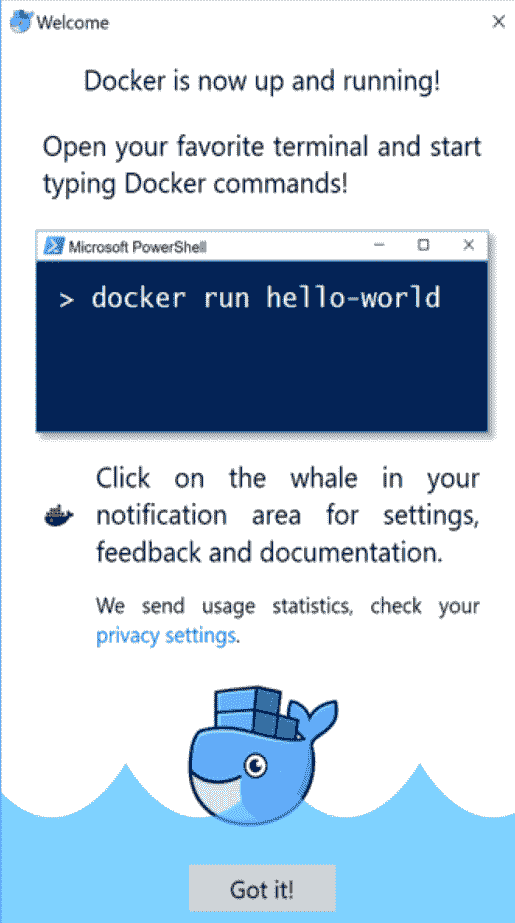 Welcome
Docker is now up and running!
Open your favorite terminal and start
typing Docker commands!
Microsoft PowerShell
> docker run hello-world
Click on the whale in your
notification area for settings,
feedback and documentation.
We send usage statistics, check your
privacy settings.
Got it!